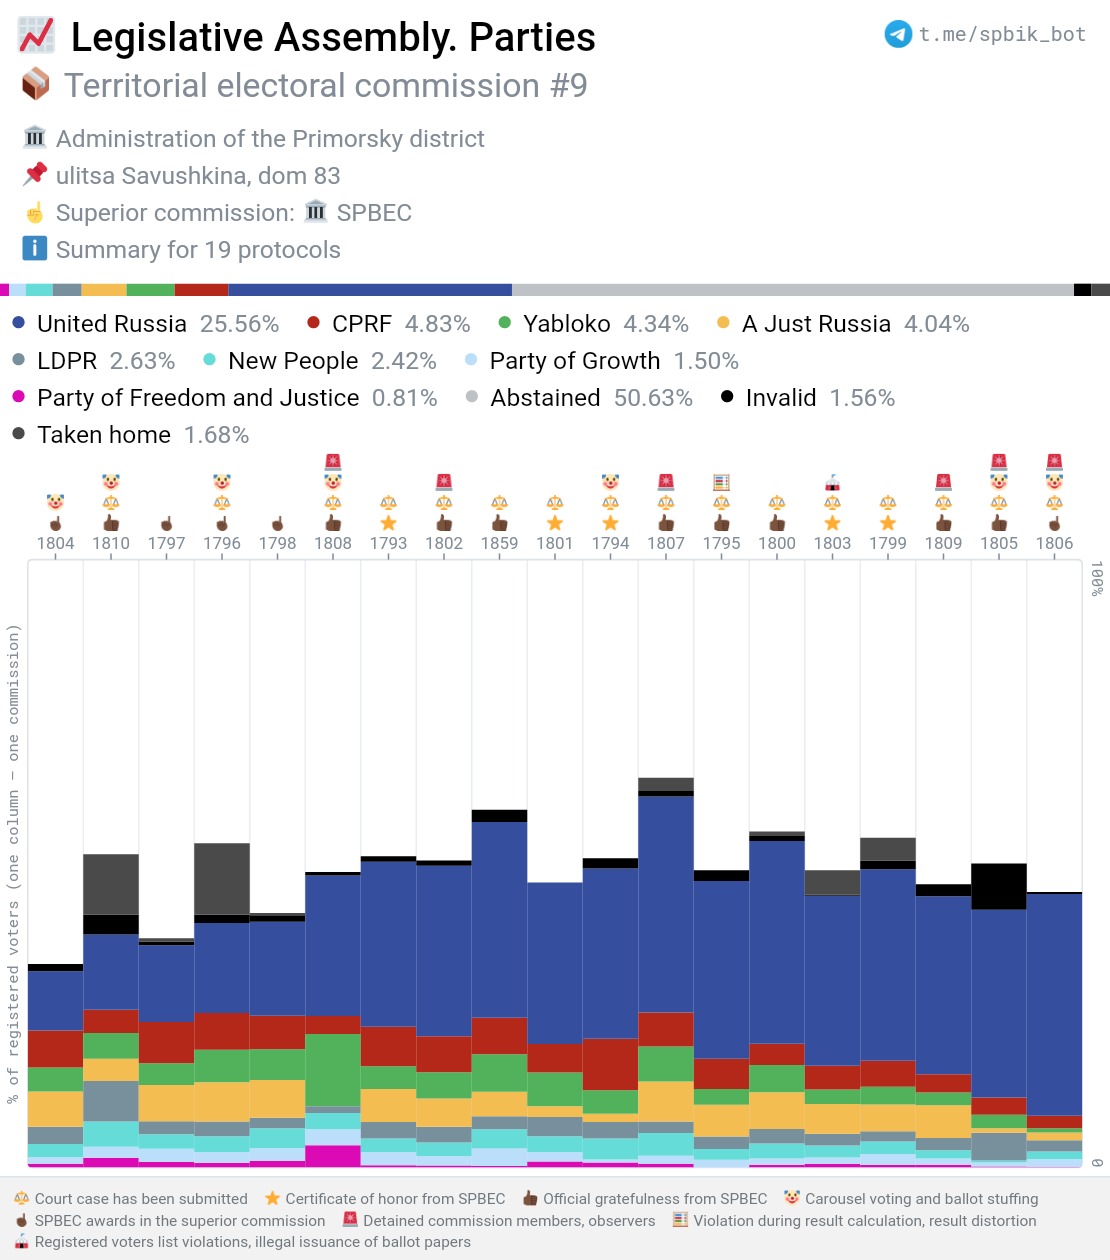 Legislative Assembly. Parties
t.me/spbik_bot
Territorial electoral commission #9
Administration of the Primorsky district
ulitsa Savushkina, dom 83
Superior commission: SPBEC
Summary for 19 protocols
United Russia 25.56% CPRF 4.83% Yabloko 4.34% A Just Russia 4.04%
LDPR 2.63% New People 2.42% Party of Growth 1.50%
Party of Freedom and Justice 0.81% Abstained 50.63% Invalid 1.56%
Taken home 1.68%
1804 1810 1797 1796 1798 1808 1793 1802 1859 1801 1794 1807 1795 1800 1803 1799 1809 1805 1806
100%
% of registered voters (one column – one commission)
0
Court case has been submitted Certificate of honor from SPBEC Official gratefulness from SPBEC Carousel voting and ballot stuffing
SPBEC awards in the superior commission Detained commission members, observers Violation during result calculation, result distortion
Registered voters list violations, illegal issuance of ballot papers